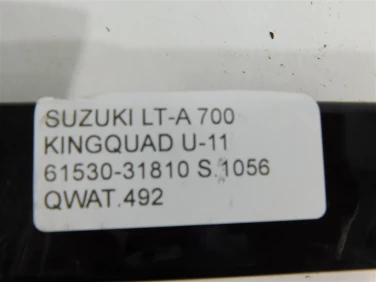 SUZUKI LT-A 700
KINGQUAD U-11
61530-31810 S.1056
QWAT.492